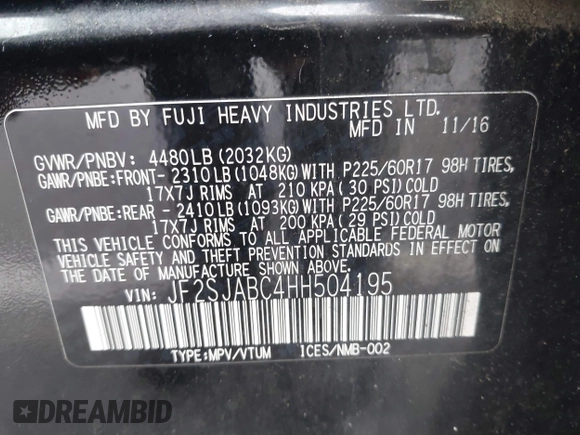 MFD BY FUJI HEAVY INDUSTRIES LTD.
MFD IN 11/16
GVWR/PNBV: 4480LB (2032KG)
GAWR/PNBE:FRONT- 2310LB (1048KG)WITH P225/60R17 98H TIRES,
17X7J RIMS AT 210 KPA ( 30 PSI)COLD
GAWR/PNBE:REAR - 2410LB (1093KG)WITH P225/60R17 98H TIRES,
17X7J RIMS AT 200 KPA ( 29 PSI)COLD
THIS VEHICLE CONFORMS TO ALL APPLICABLE FEDERAL MOTOR
VEHICLE SAFETY AND THEFT PREVENTION STANDARDS IN EFFECT ON
THE DATE OF MANUFACTURE SHOWN ABOVE.
VIN: JF2SJABC4HH504195
TYPE:MPV/VTUM ICES/NMB-002
DREAMBID